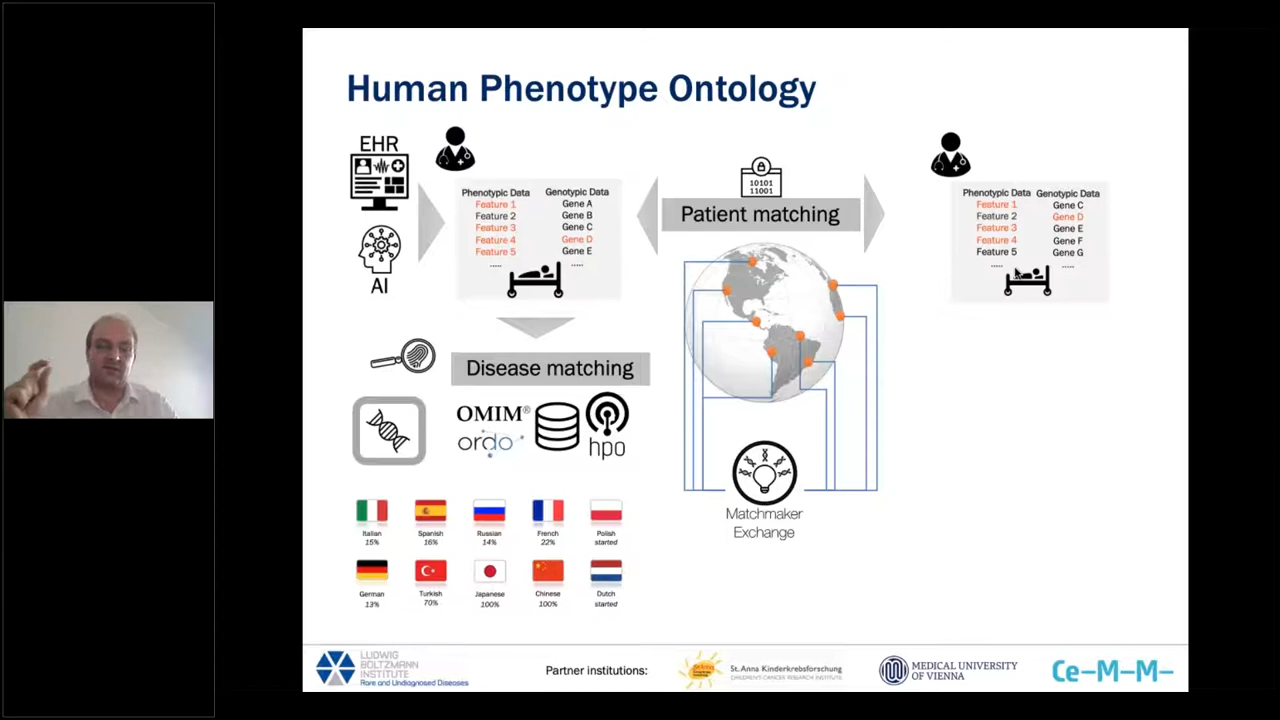 Human Phenotype Ontology
EHR
AI
Phenotypic Data Genotypic Data
Feature 1 Gene A
Feature 2 Gene B
Feature 3 Gene C
Feature 4 Gene D
Feature 5 Gene E
..... .....
10101
11001
Patient matching
Phenotypic Data Genotypic Data
Feature 1 Gene C
Feature 2 Gene D
Feature 3 Gene E
Feature 4 Gene F
Feature 5 Gene G
..... .....
Disease matching
OMIM®
ordo
hpo
Matchmaker
Exchange
Italian Spanish Russian French Polish
15% 16% 14% 22% started
German Turkish Japanese Chinese Dutch
13% 70% 100% 100% started
LUDWIG
BOLTZMANN
INSTITUTE
Rare and Undiagnosed Diseases
Partner institutions:
St. Anna Kinderkrebsforschung
CHILDREN'S CANCER RESEARCH INSTITUTE
MEDICAL UNIVERSITY
OF VIENNA
Ce-M-M-